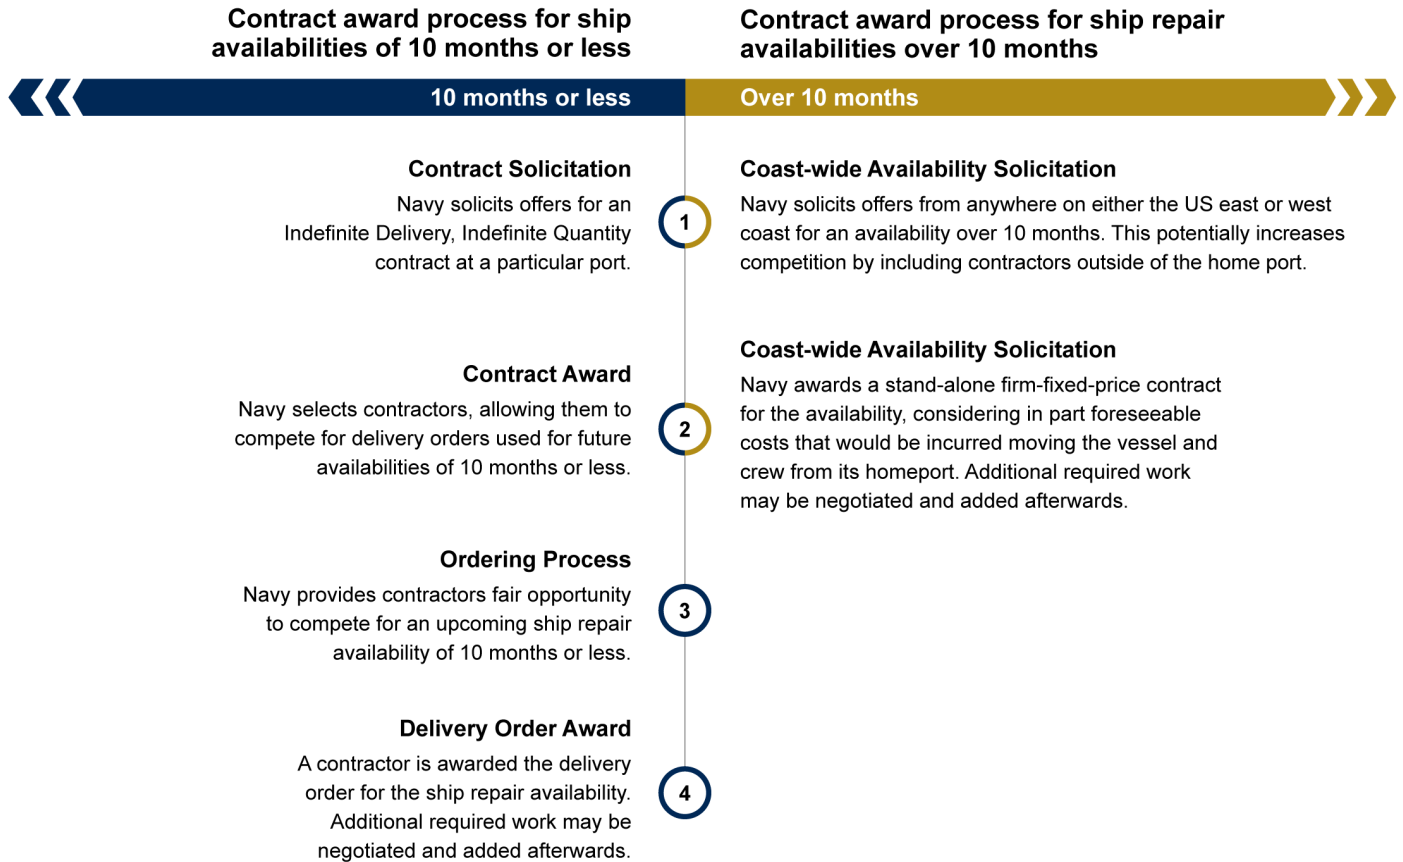 Contract award process for ship
availabilities of 10 months or less
Contract award process for ship repair
availabilities over 10 months
10 months or less
Over 10 months
Contract Solicitation
Navy solicits offers for an
Indefinite Delivery, Indefinite Quantity
contract at a particular port.
1
Coast-wide Availability Solicitation
Navy solicits offers from anywhere on either the US east or west
coast for an availability over 10 months. This potentially increases
competition by including contractors outside of the home port.
Contract Award
Navy selects contractors, allowing them to
compete for delivery orders used for future
availabilities of 10 months or less.
2
Coast-wide Availability Solicitation
Navy awards a stand-alone firm-fixed-price contract
for the availability, considering in part foreseeable
costs that would be incurred moving the vessel and
crew from its homeport. Additional required work
may be negotiated and added afterwards.
Ordering Process
Navy provides contractors fair opportunity
to compete for an upcoming ship repair
availability of 10 months or less.
3
Delivery Order Award
A contractor is awarded the delivery
order for the ship repair availability.
Additional required work may be
negotiated and added afterwards.
4